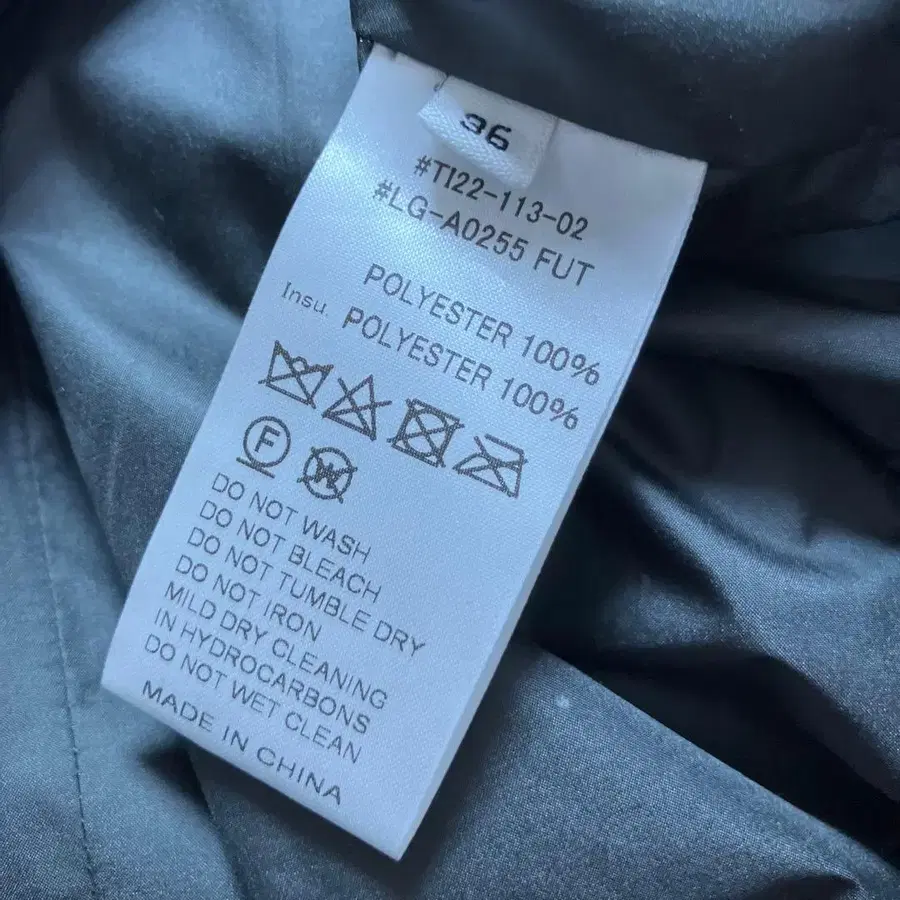 36
#TI22-113-02
#LG-A0255 FUT
POLYESTER 100%
Insu. POLYESTER 100%
F
W
DO NOT WASH
DO NOT BLEACH
DO NOT TUMBLE DRY
DO NOT IRON
MILD DRY CLEANING
IN HYDROCARBONS
DO NOT WET CLEAN
MADE IN CHINA